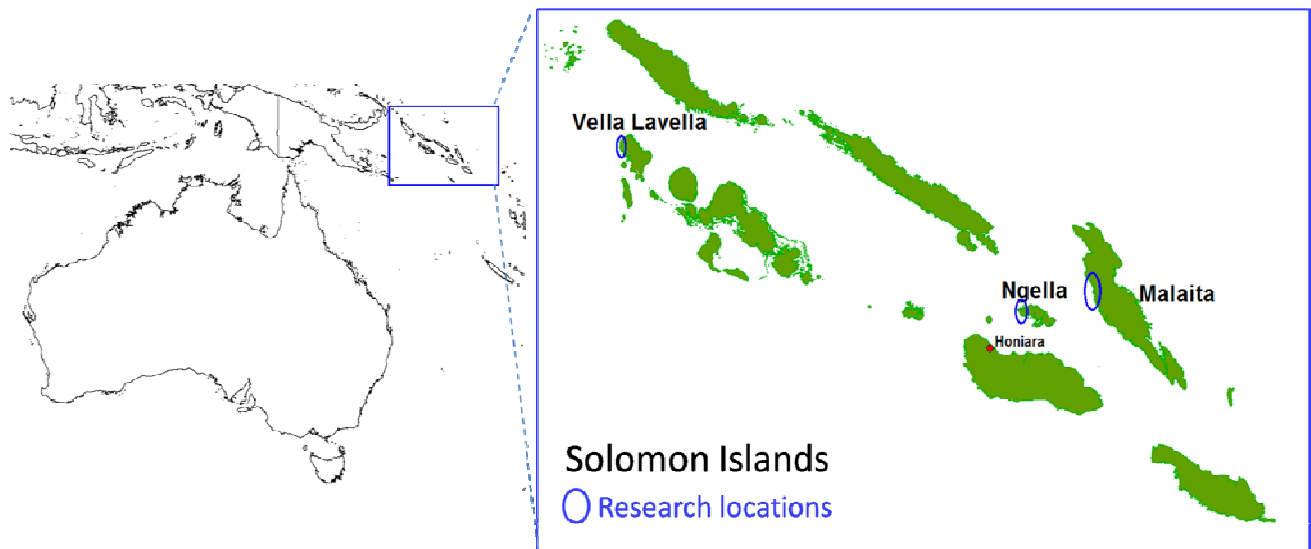 Vella Lavella
Ngella
Malaita
Honiara
Solomon Islands
Research locations